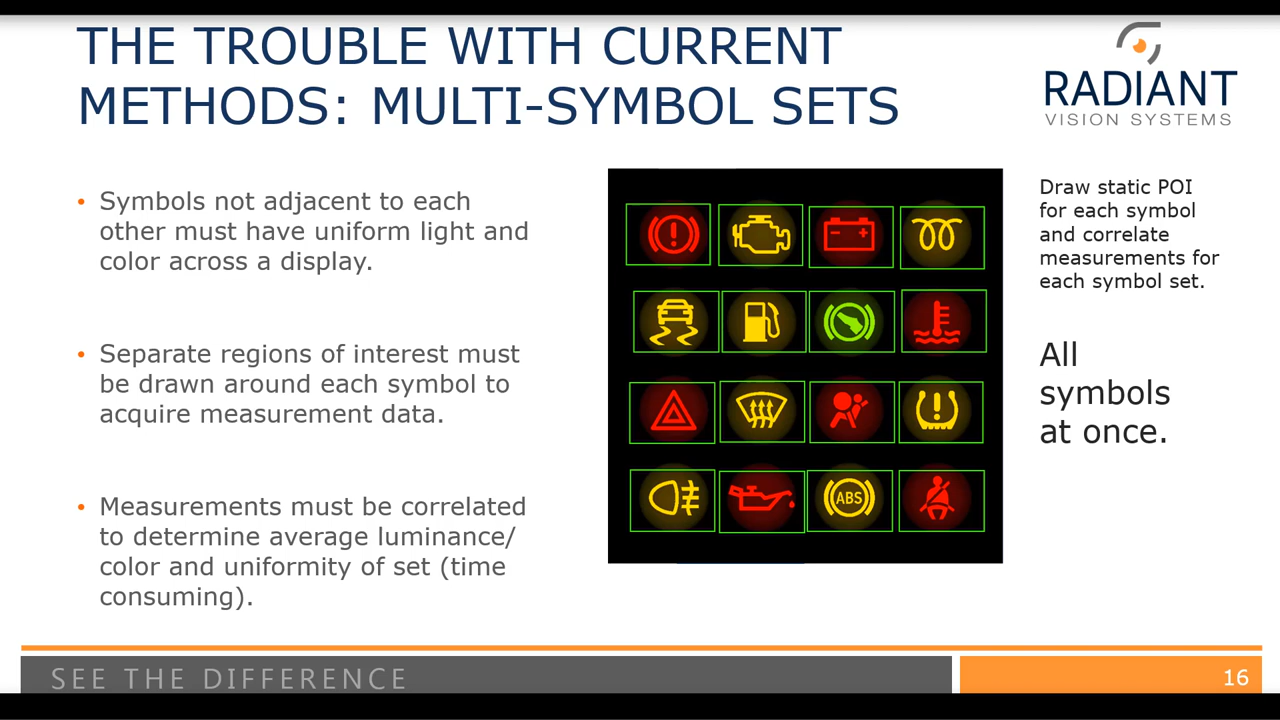 THE TROUBLE WITH CURRENT
METHODS: MULTI-SYMBOL SETS
RADIANT
VISION SYSTEMS
• Symbols not adjacent to each
other must have uniform light and
color across a display.
• Separate regions of interest must
be drawn around each symbol to
acquire measurement data.
• Measurements must be correlated
to determine average luminance/
color and uniformity of set (time
consuming).
ABS
Draw static POI
for each symbol
and correlate
measurements for
each symbol set.
All
symbols
at once.
SEE THE DIFFERENCE
16